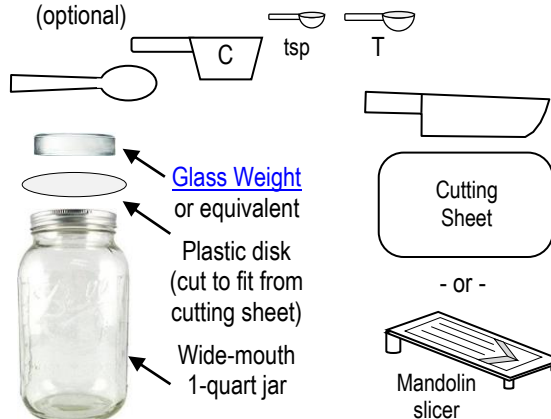 (optional)
C
tsp
T
Glass Weight
or equivalent
Plastic disk
(cut to fit from
cutting sheet)
Wide-mouth
1-quart jar
Cutting
Sheet
- or -
Mandolin
slicer